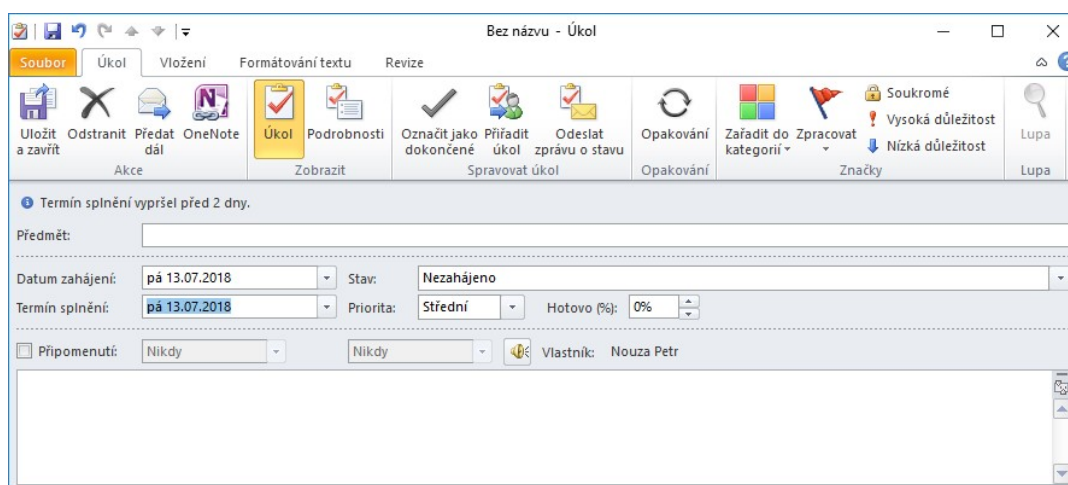 Bez názvu - Úkol
Soubor Úkol Vložení Formátování textu Revize
Uložit a zavřít
Odstranit
Předat dál
OneNote
Akce
Úkol
Podrobnosti
Zobrazit
Označit jako dokončené
Přiřadit úkol
Odeslat zprávu o stavu
Spravovat úkol
Opakování
Opakování
Zařadit do kategorií
Zpracovat
Soukromé
Vysoká důležitost
Nízká důležitost
Značky
Lupa
Lupa
Termín splnění vypršel před 2 dny.
Předmět:
Datum zahájení: pá 13.07.2018 Stav: Nezahájeno
Termín splnění: pá 13.07.2018 Priorita: Střední Hotovo (%): 0%
Připomenutí: Nikdy Nikdy Vlastník: Nouza Petr